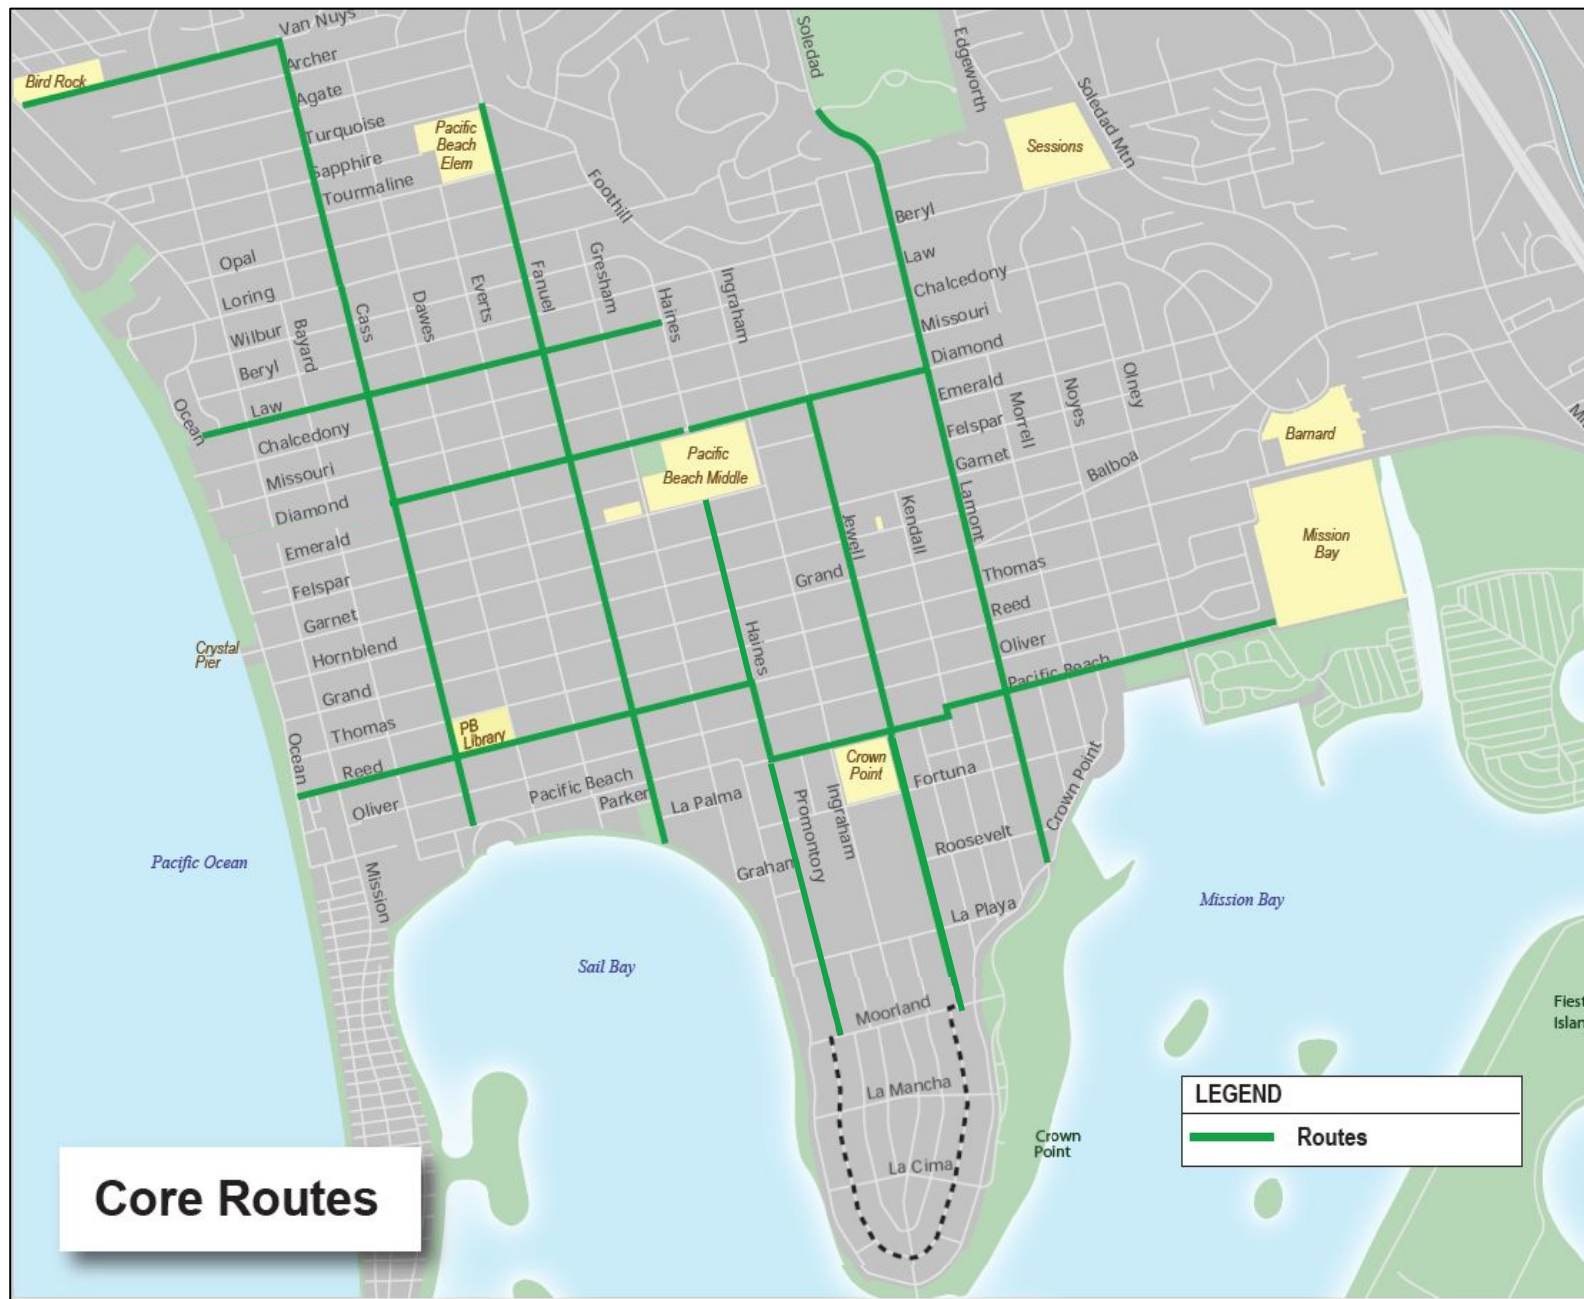 Van Nuys
Archer
Agate
Turquoise
Sapphire
Tourmaline
Bird Rock
Pacific
Beach
Elem
Soledad
Edgeworth
Soledad Mtn
Sessions
Foothill
Beryl
Law
Chalcedony
Missouri
Diamond
Emerald
Felspar
Garnet
Opal
Loring
Wilbur
Beryl
Law
Chalcedony
Missouri
Diamond
Emerald
Felspar
Garnet
Hornblend
Grand
Thomas
Reed
Oliver
Ocean
Bayard
Cass
Dawes
Everts
Fanuel
Gresham
Haines
Ingraham
Morrell
Noyes
Olney
Balboa
Lamont
Kendall
Jewell
Grand
Haines
Pacific
Beach Middle
Barnard
Mission
Bay
Thomas
Reed
Oliver
Pacific Beach
Crystal
Pier
PB
Library
Ocean
Pacific Beach
Parker
La Palma
Graham
Promontory
Ingraham
Crown
Point
Fortuna
Roosevelt
La Playa
Crown Point
Mission
Pacific Ocean
Sail Bay
Mission Bay
Moorland
La Mancha
La Cima
Crown
Point
Fiest
Islan
LEGEND
Routes
Core Routes